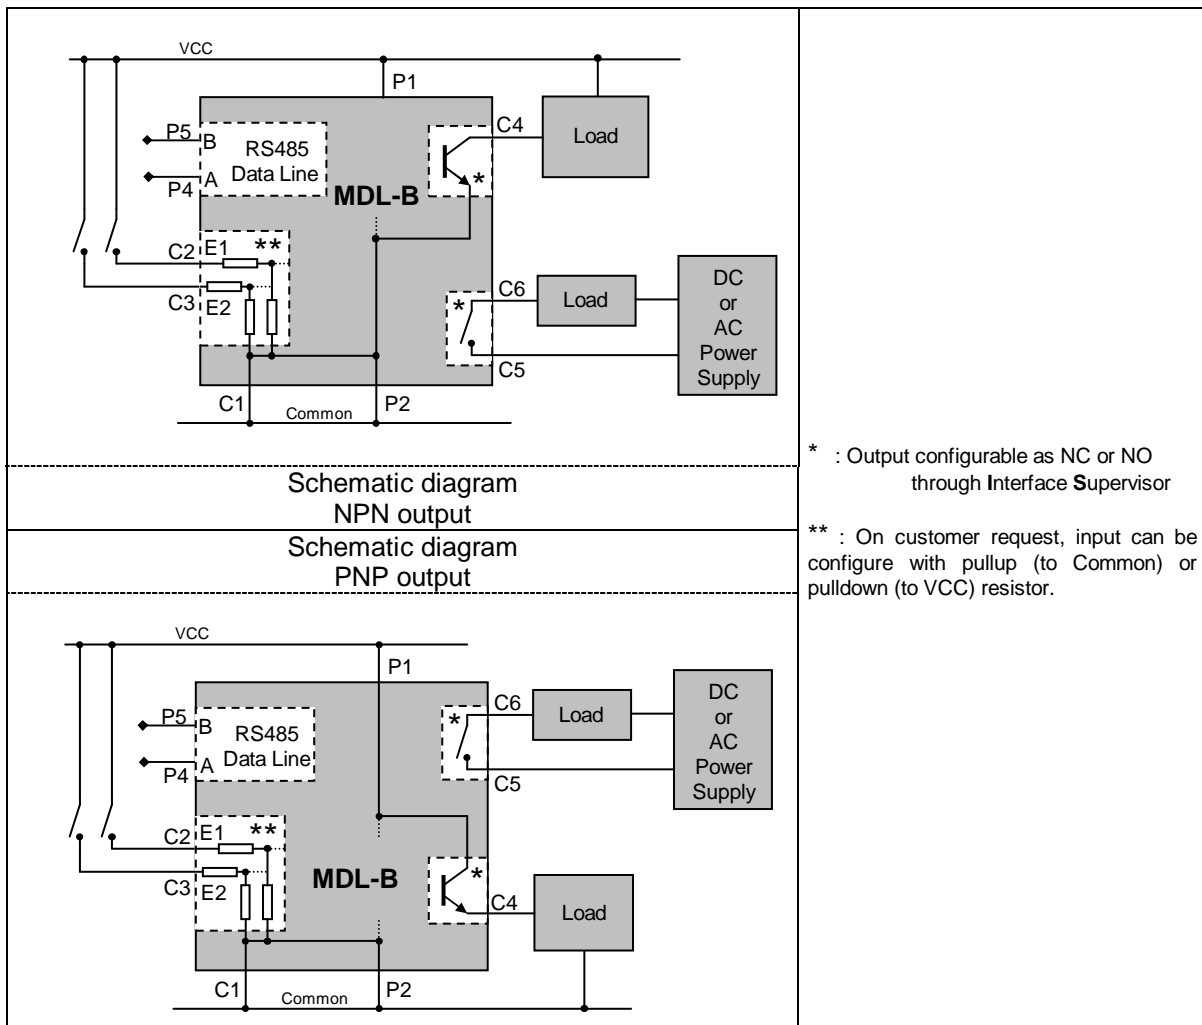 VCC
P1
C4
Load
P5
B
RS485
Data Line
A
P4
*
MDL-B
C2
E1
**
C3
E2
C6
Load
DC
or
AC
Power
Supply
*
C5
C1
Common
P2
Schematic diagram
NPN output
Schematic diagram
PNP output
VCC
P1
C6
Load
DC
or
AC
Power
Supply
*
C5
P5
B
RS485
Data Line
A
P4
C2
E1
**
C3
E2
MDL-B
*
C4
Load
C1
Common
P2
* : Output configurable as NC or NO
through Interface Supervisor
** : On customer request, input can be
configure with pullup (to Common) or
pulldown (to VCC) resistor.